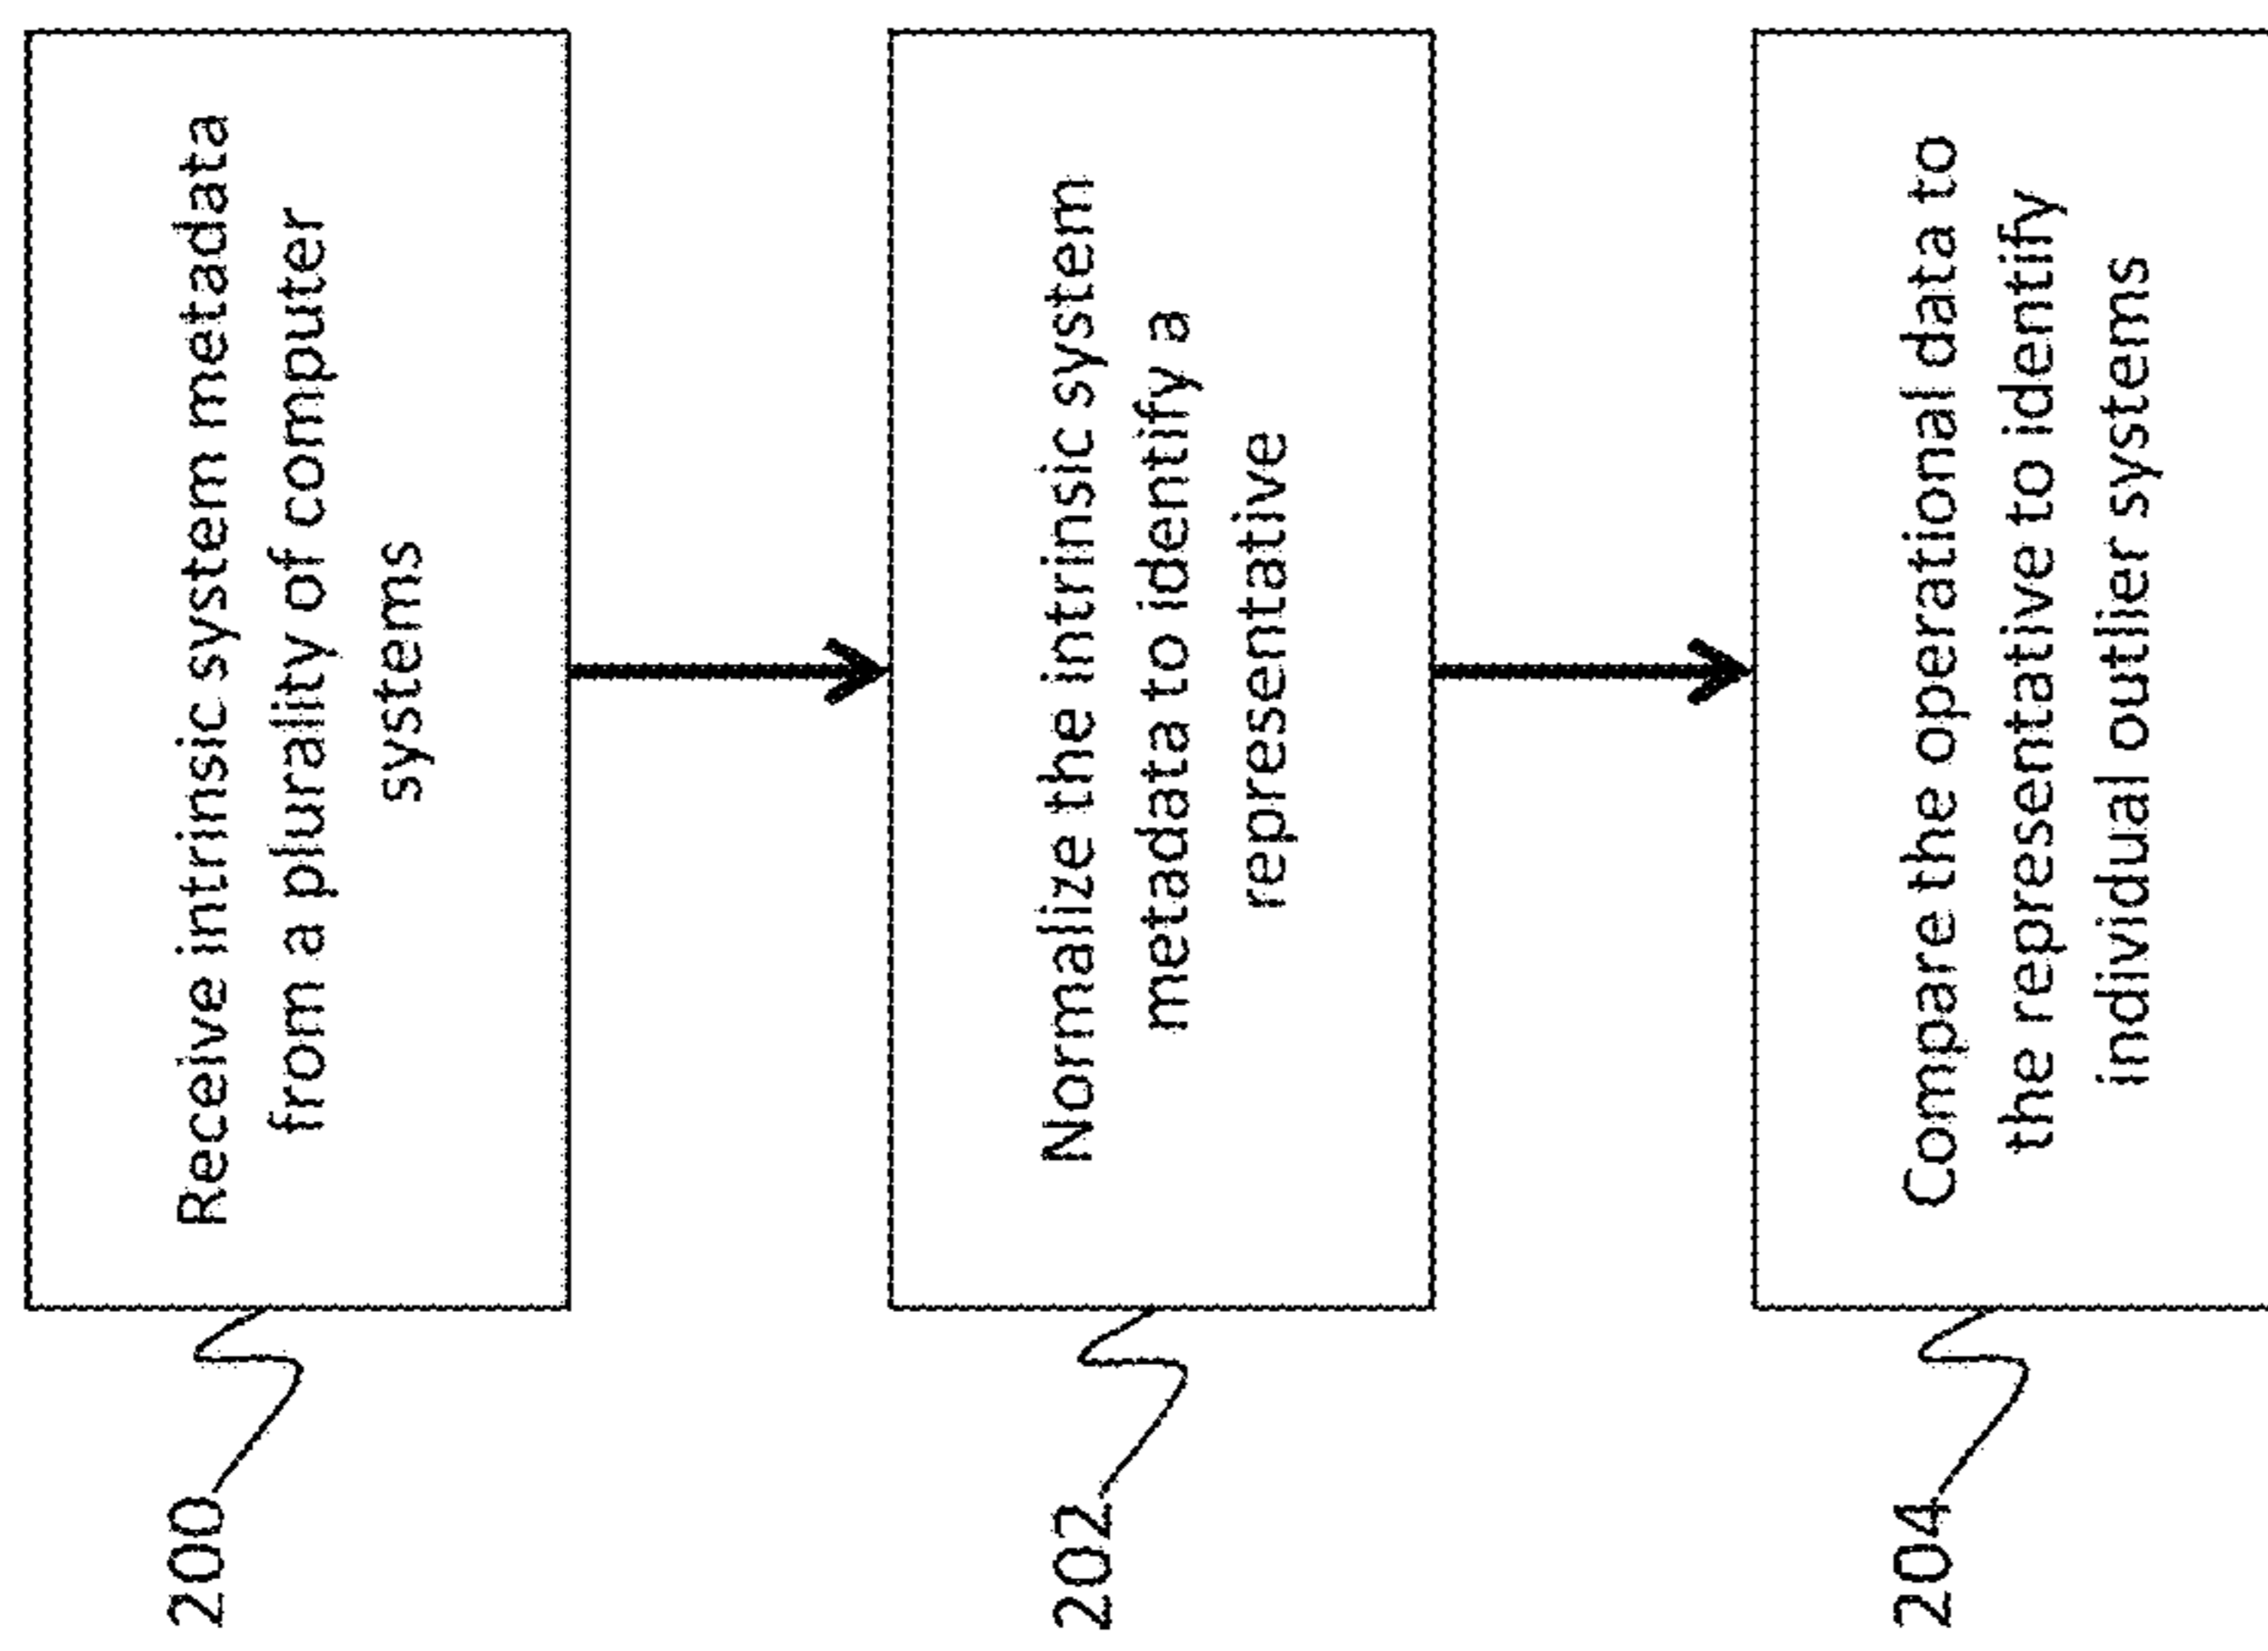 200
Receive intrinsic system metadata
from a plurality of computer
systems
202
Normalize the intrinsic system
metadata to identify a
representative
204
Compare the operational data to
the representative to identify
individual outlier systems